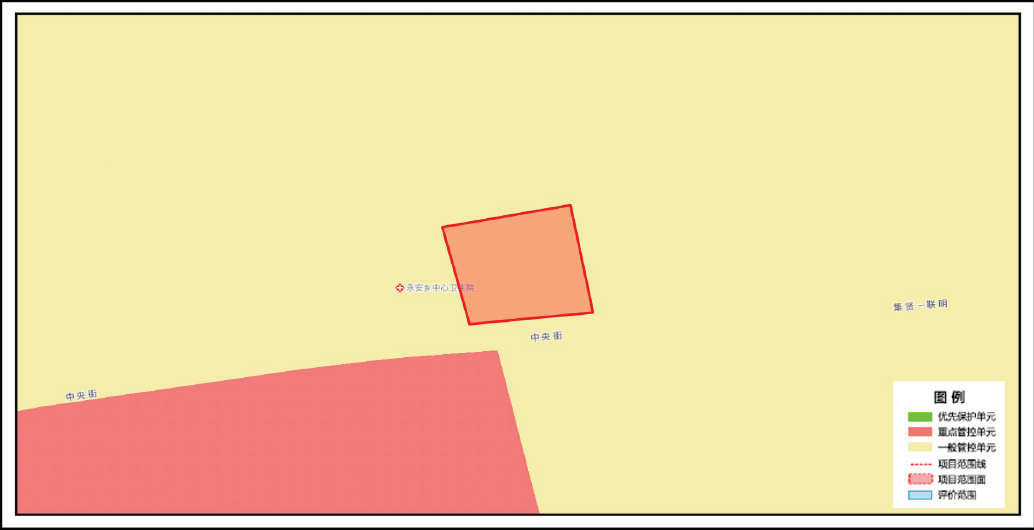 永安乡中心卫生院
集贤一联明
中央街
中央街
图例
优先保护单元
重点管控单元
一般管控单元
项目范围线
项目范围面
评价范围